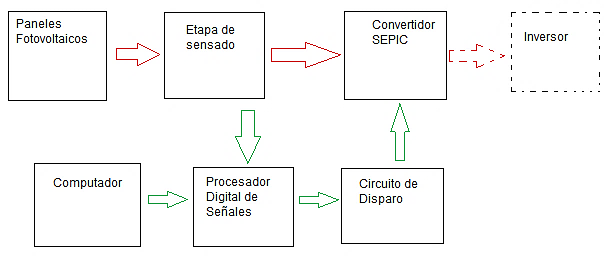 Paneles
Fotovoltaicos
Etapa de
sensado
Convertidor
SEPIC
Inversor
Computador
Procesador
Digital de
Señales
Circuito de
Disparo